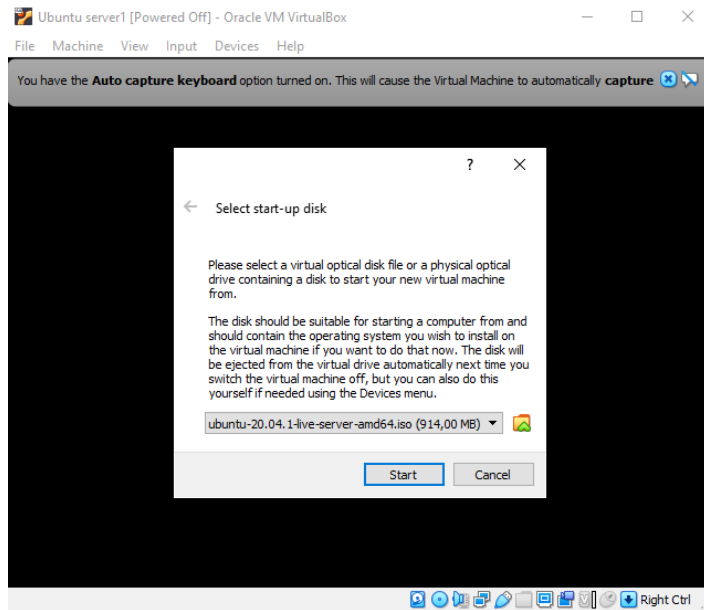 Ubuntu server1 [Powered Off] - Oracle VM VirtualBox
File Machine View Input Devices Help
You have the Auto capture keyboard option turned on. This will cause the Virtual Machine to automatically capture
?
Select start-up disk
Please select a virtual optical disk file or a physical optical
drive containing a disk to start your new virtual machine
from.
The disk should be suitable for starting a computer from and
should contain the operating system you wish to install on
the virtual machine if you want to do that now. The disk will
be ejected from the virtual drive automatically next time you
switch the virtual machine off, but you can also do this
yourself if needed using the Devices menu.
ubuntu-20.04.1-live-server-amd64.iso (914,00 MB)
Start Cancel
Right Ctrl